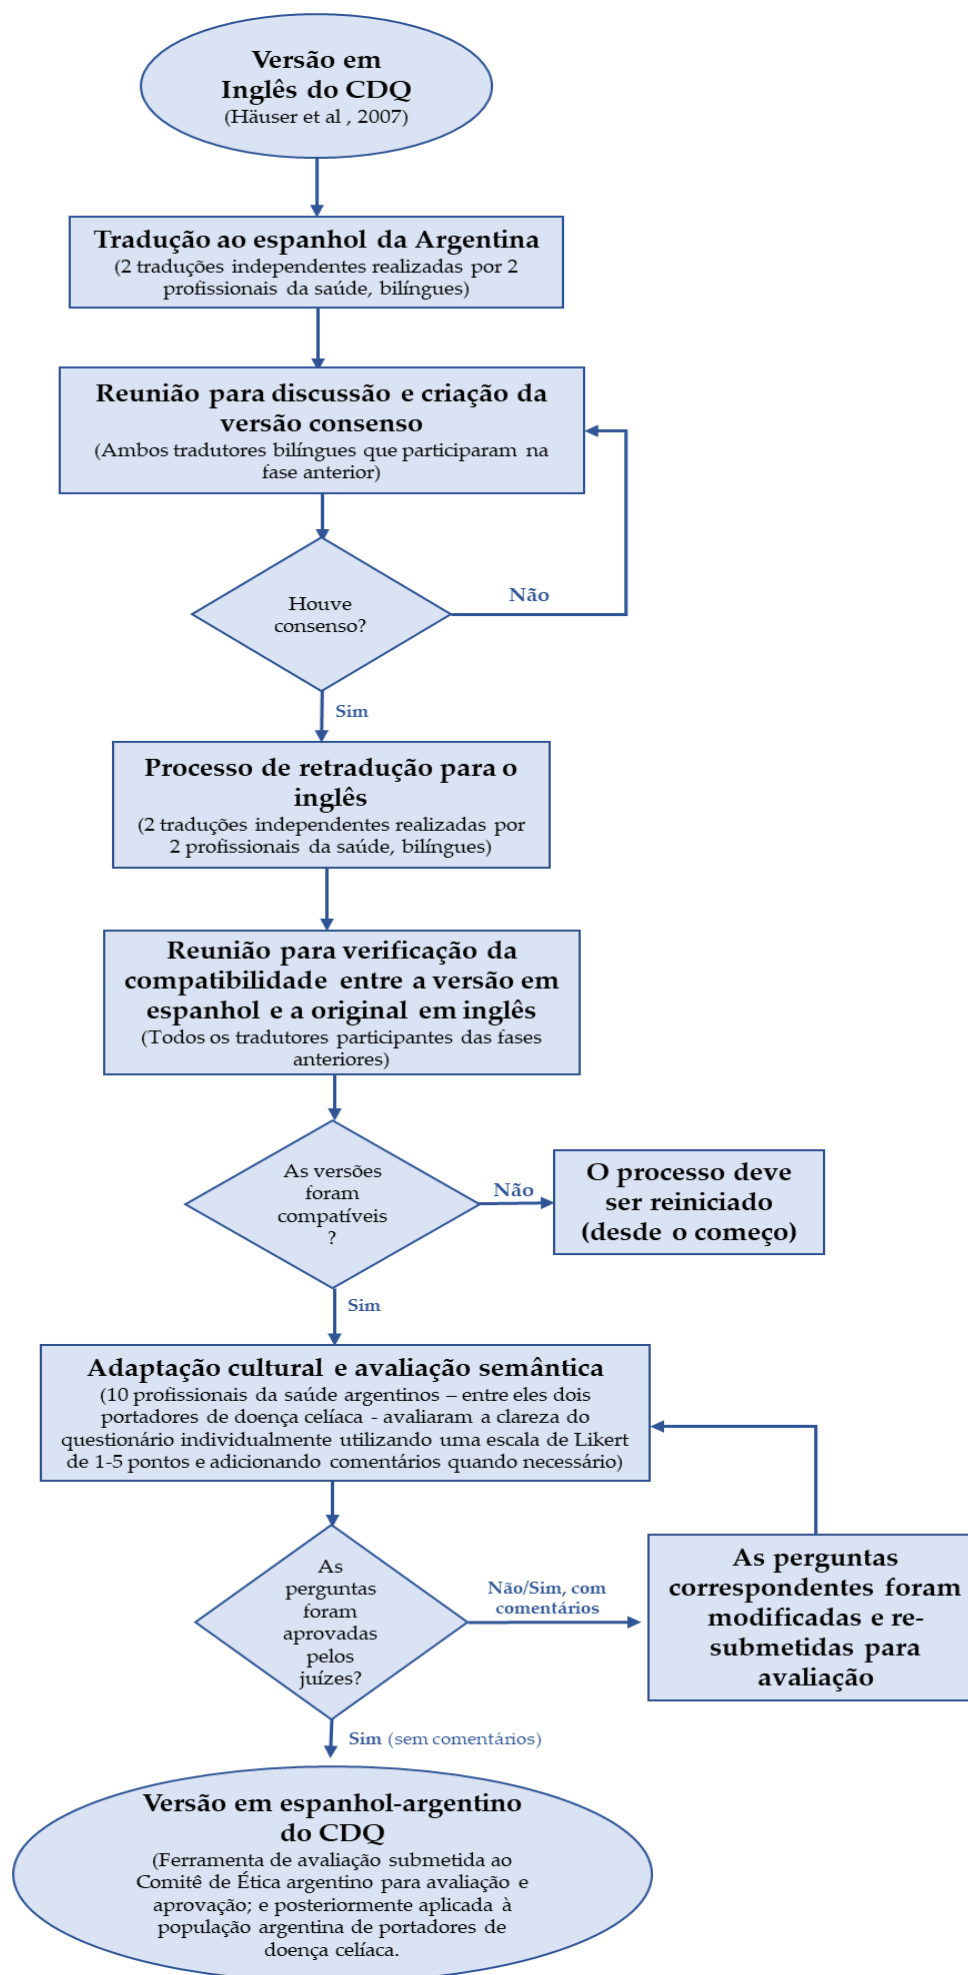 Versão em
Inglês do CDQ
(Häuser et al , 2007)
Tradução ao espanhol da Argentina
(2 traduções independentes realizadas por 2
profissionais da saúde, bilíngues)
Reunião para discussão e criação da
versão consenso
(Ambos tradutores bilíngues que participaram na
fase anterior)
Houve
consenso?
Não
Sim
Processo de retradução para o
inglês
(2 traduções independentes realizadas por
2 profissionais da saúde, bilíngues)
Reunião para verificação da
compatibilidade entre a versão em
espanhol e a original em inglês
(Todos os tradutores participantes das fases
anteriores)
As versões
foram
compatíveis
?
Não
O processo deve
ser reiniciado
(desde o começo)
Sim
Adaptação cultural e avaliação semântica
(10 profissionais da saúde argentinos – entre eles dois
portadores de doença celíaca - avaliaram a clareza do
questionário individualmente utilizando uma escala de Likert
de 1-5 pontos e adicionando comentários quando necessário)
As
perguntas
foram
aprovadas
pelos
juízes?
Não/Sim, com
comentários
As perguntas
correspondentes foram
modificadas e re-
submetidas para
avaliação
Sim (sem comentários)
Versão em espanhol-argentino
do CDQ
(Ferramenta de avaliação submetida ao
Comitê de Ética argentino para avaliação e
aprovação; e posteriormente aplicada à
população argentina de portadores de
doença celíaca.